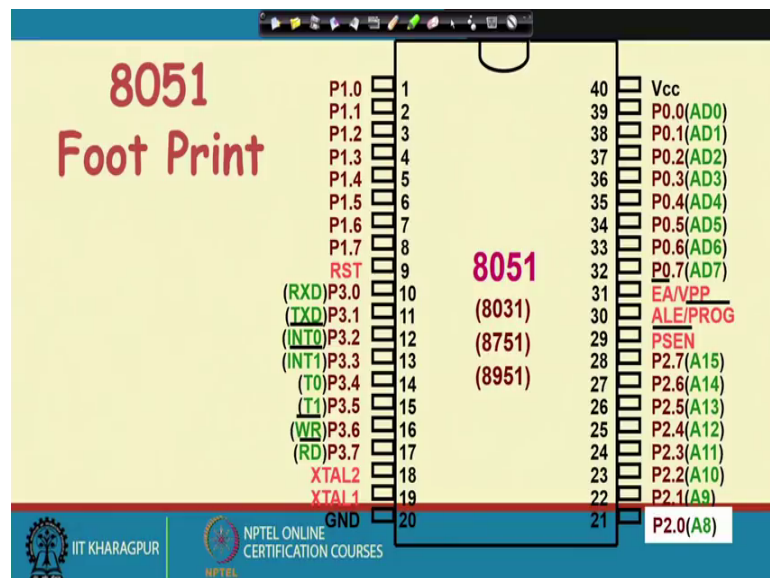 8051
Foot Print
P1.0 1
P1.1 2
P1.2 3
P1.3 4
P1.4 5
P1.5 6
P1.6 7
P1.7 8
RST 9
(RXD)P3.0 10
(TXD)P3.1 11
(INT0)P3.2 12
(INT1)P3.3 13
(T0)P3.4 14
(T1)P3.5 15
(WR)P3.6 16
(RD)P3.7 17
XTAL2 18
XTAL1 19
GND 20
8051
(8031)
(8751)
(8951)
40 Vcc
39 P0.0(AD0)
38 P0.1(AD1)
37 P0.2(AD2)
36 P0.3(AD3)
35 P0.4(AD4)
34 P0.5(AD5)
33 P0.6(AD6)
32 P0.7(AD7)
31 EA/VPP
30 ALE/PROG
29 PSEN
28 P2.7(A15)
27 P2.6(A14)
26 P2.5(A13)
25 P2.4(A12)
24 P2.3(A11)
23 P2.2(A10)
22 P2.1(A9)
21 P2.0(A8)
IIT KHARAGPUR
NPTEL ONLINE
CERTIFICATION COURSES
NPTEL